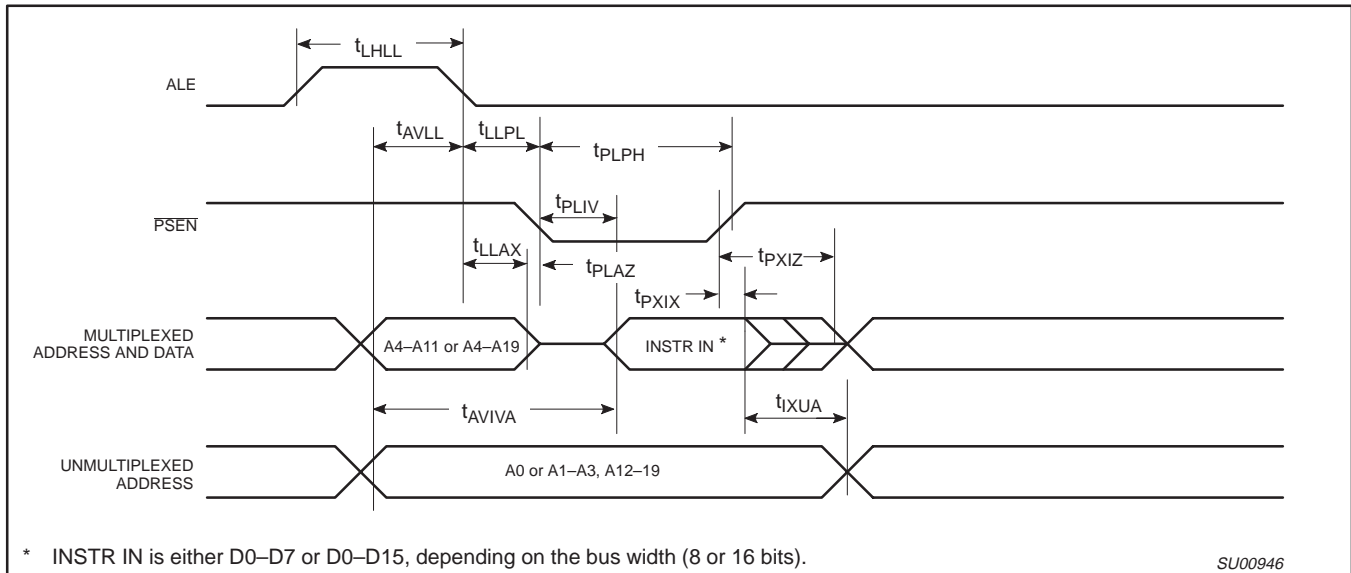 tLHLL
ALE
tAVLL
tLLPL
tPLPH
PSEN
tPLIV
tLLAX
tPLAZ
tPXIZ
tPXIX
MULTIPLEXED
ADDRESS AND DATA
A4–A11 or A4–A19
INSTR IN *
tAVIVA
tIXUA
UNMULTIPLEXED
ADDRESS
A0 or A1–A3, A12–19
* INSTR IN is either D0–D7 or D0–D15, depending on the bus width (8 or 16 bits).
SU00946